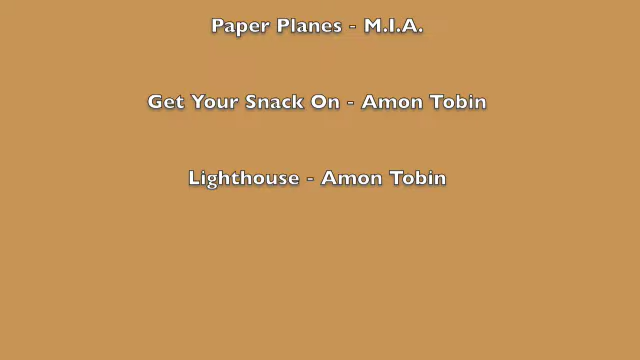 Paper Planes - M.I.A.
Get Your Snack On - Amon Tobin
Lighthouse - Amon Tobin